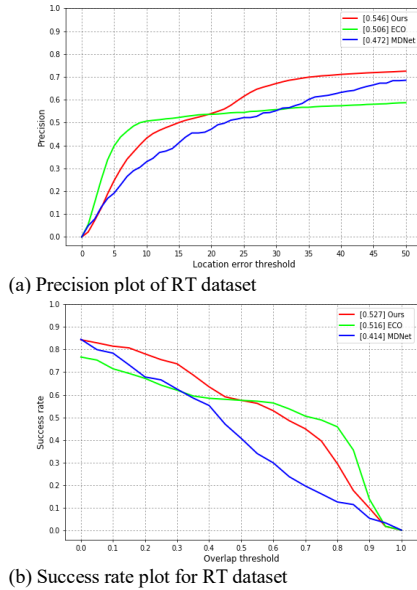 [0.546] Ours
[0.506] ECO
[0.472] MDNet
1.0
0.9
0.8
0.7
0.6
0.5
0.4
0.3
0.2
0.1
0.0
Precision
0 5 10 15 20 25 30 35 40 45 50
Location error threshold
(a) Precision plot of RT dataset
[0.527] Ours
[0.516] ECO
[0.414] MDNet
1.0
0.9
0.8
0.7
0.6
0.5
0.4
0.3
0.2
0.1
0.0
Success rate
0.0 0.1 0.2 0.3 0.4 0.5 0.6 0.7 0.8 0.9 1.0
Overlap threshold
(b) Success rate plot for RT dataset